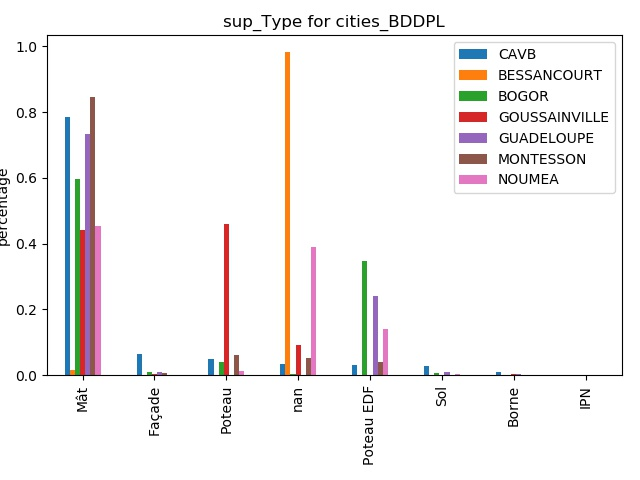 sup_Type for cities_BDDPL
1.0
0.8
0.6
0.4
0.2
0.0
percentage
CAVB
BESSANCOURT
BOGOR
GOUSSAINVILLE
GUADELOUPE
MONTESSON
NOUMEA
Mât
Façade
Poteau
nan
Poteau EDF
Sol
Borne
IPN